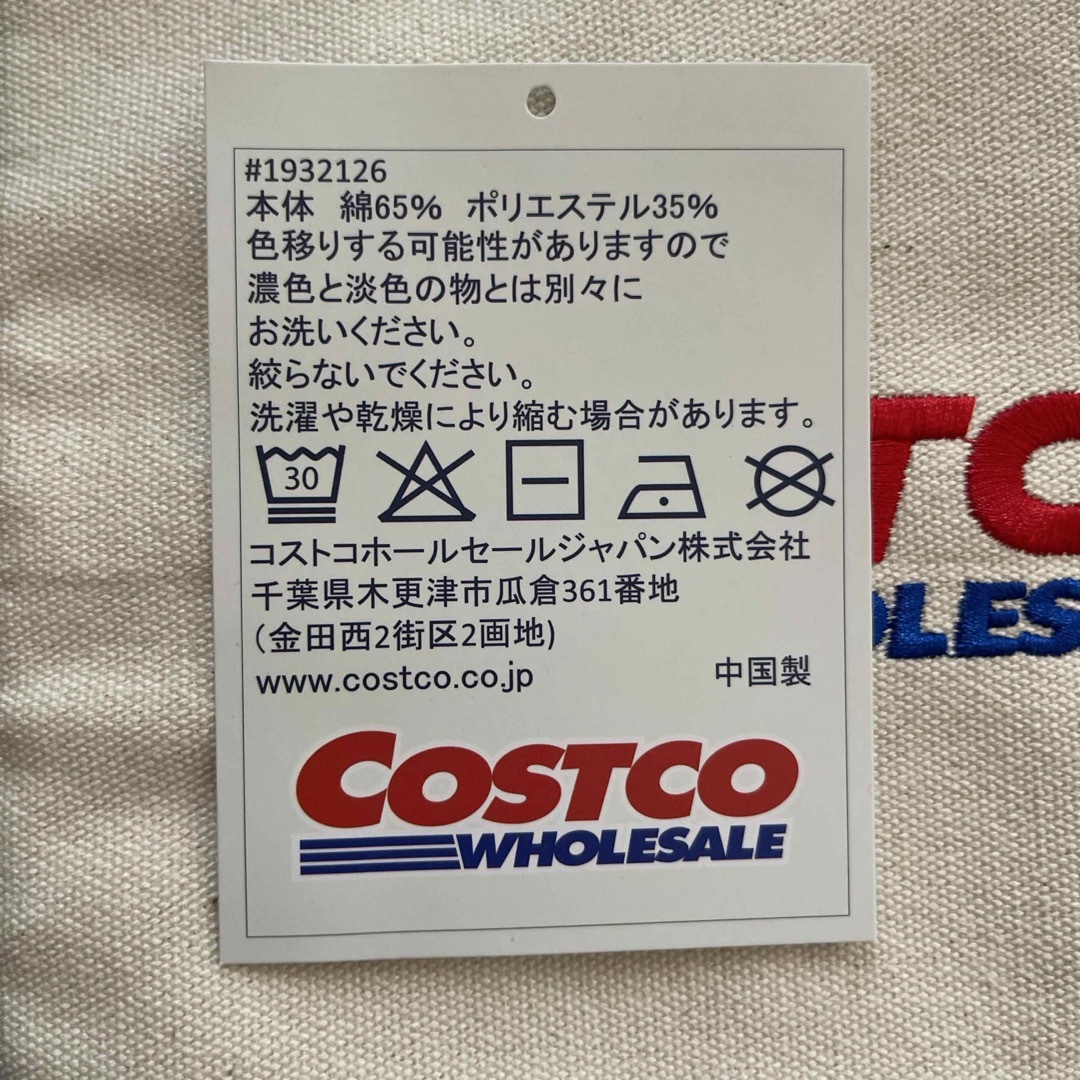 #1932126
本体 綿65% ポリエステル35%
色移りする可能性がありますので
濃色と淡色の物とは別々に
お洗いください。
絞らないでください。
洗濯や乾燥により縮む場合があります。
30
コストコホールセールジャパン株式会社
千葉県木更津市瓜倉361番地
(金田西2街区2画地)
www.costco.co.jp 中国製
COSTCO
WHOLESALE
TCO
OLES